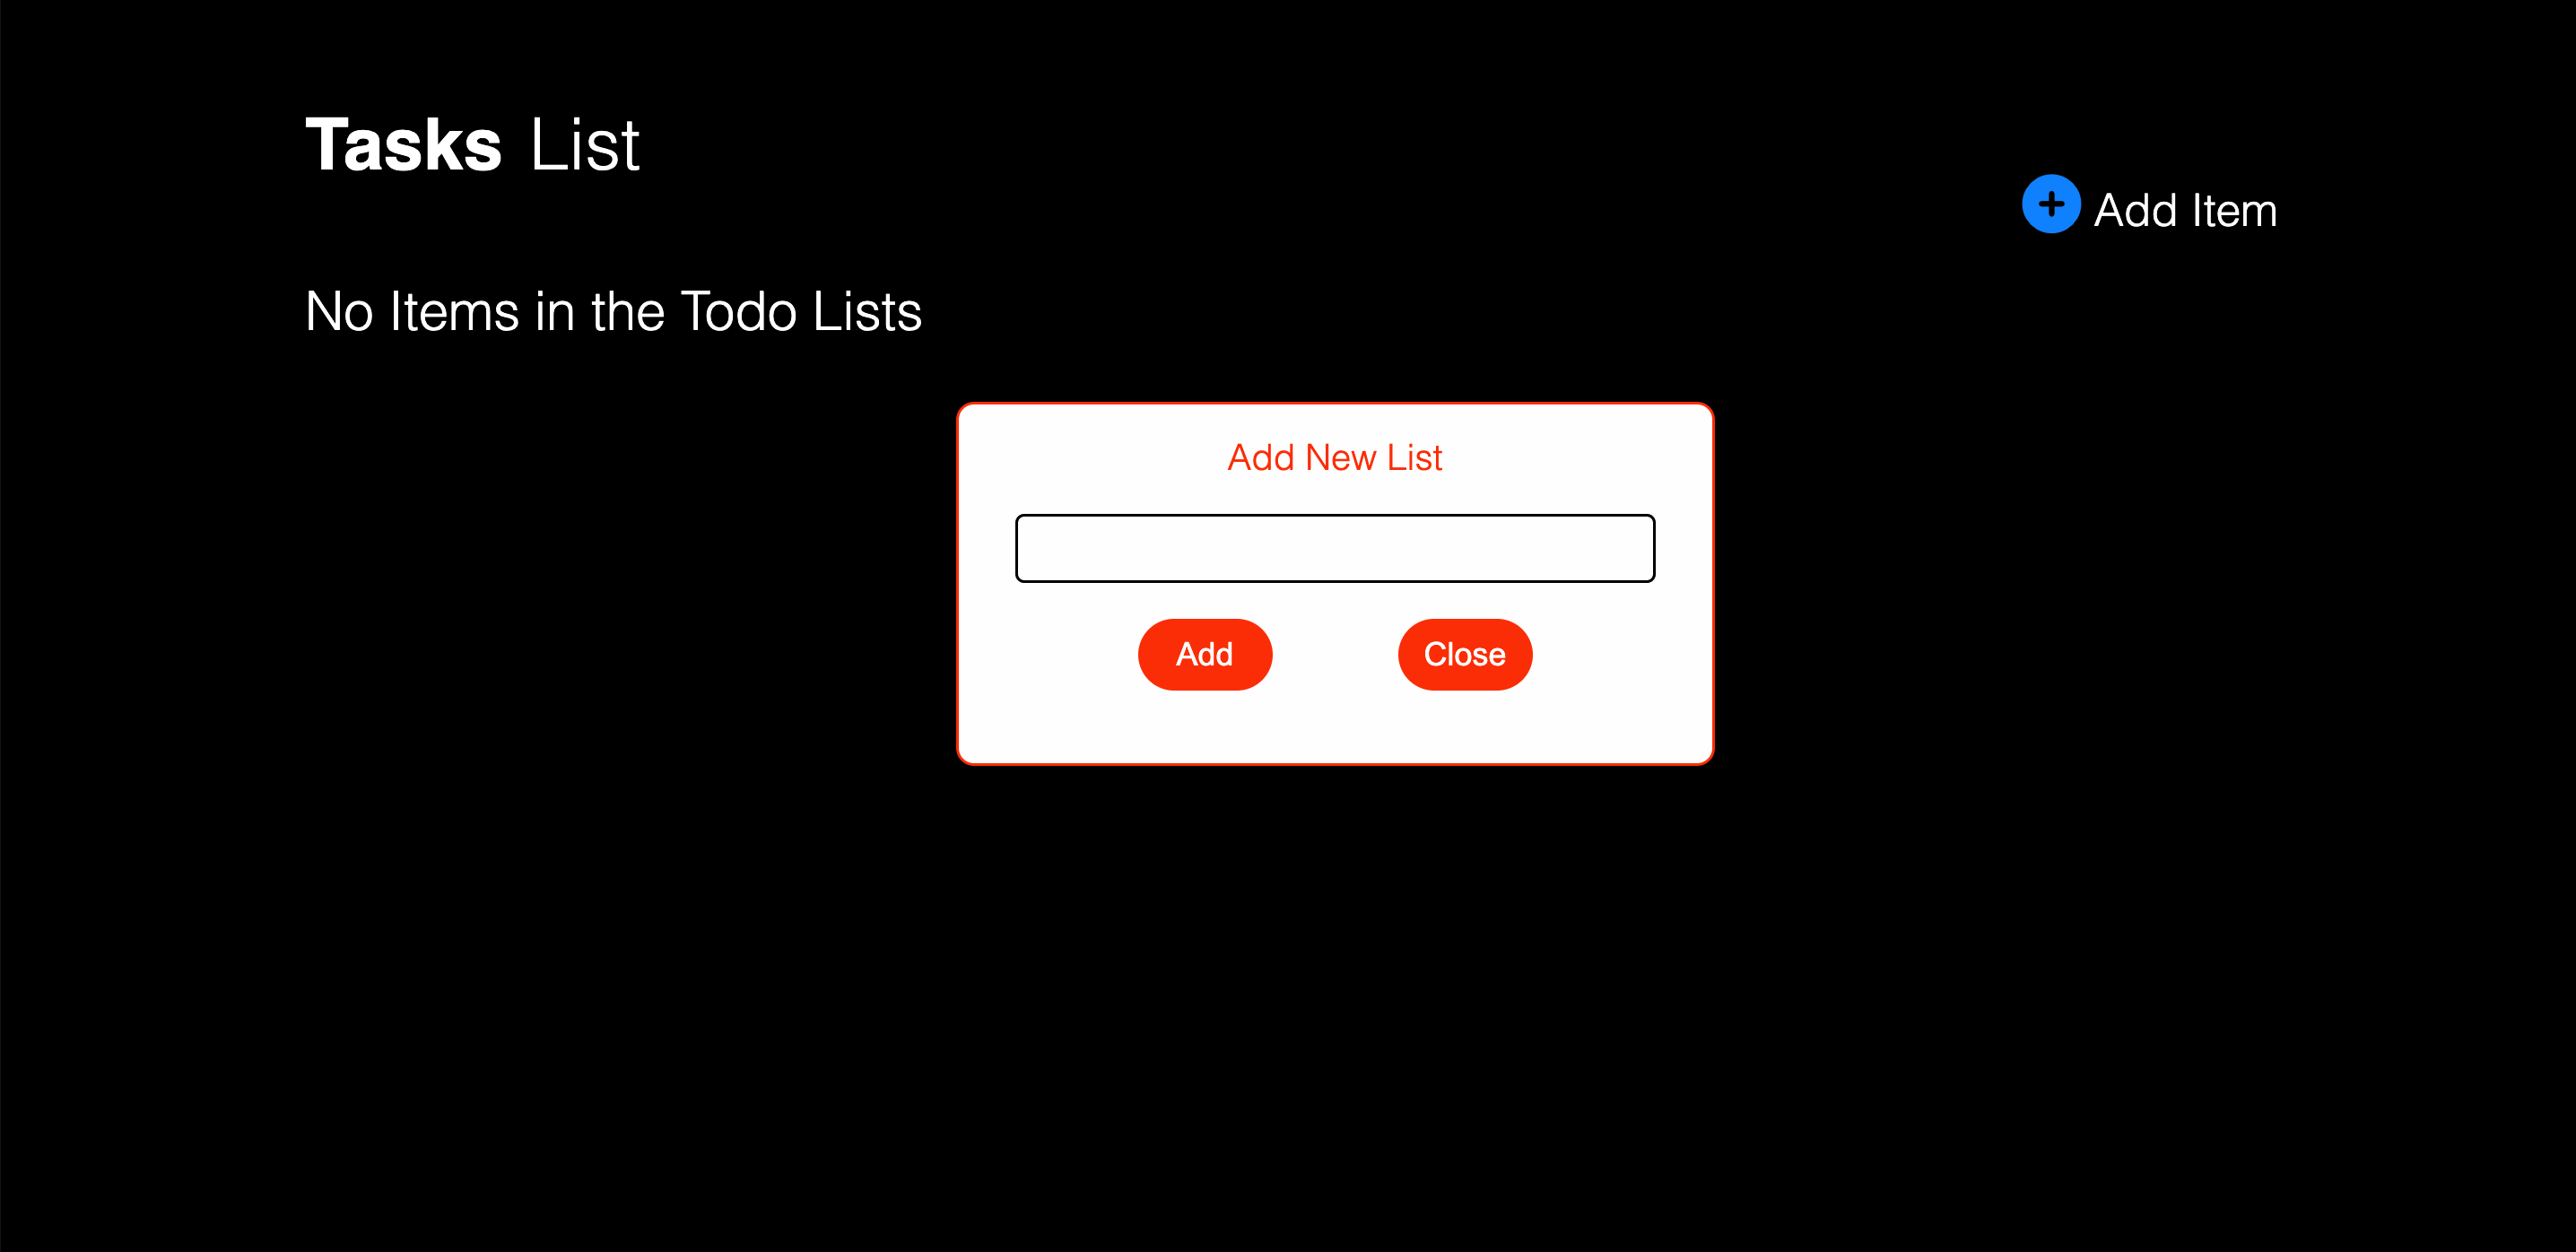 Tasks List
Add Item
No Items in the Todo Lists
Add New List
Add
Close